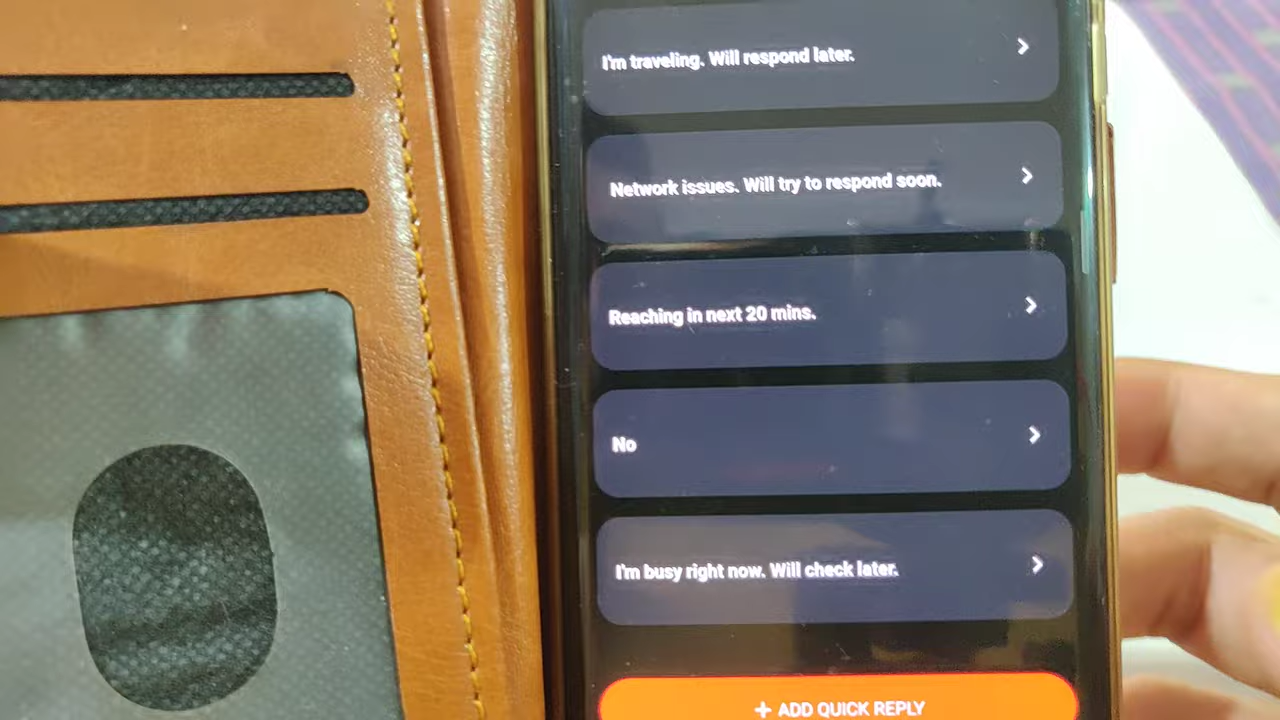 I'm traveling. Will respond later.
Network issues. Will try to respond soon.
Reaching in next 20 mins.
No
I'm busy right now. Will check later.
+ ADD QUICK REPLY